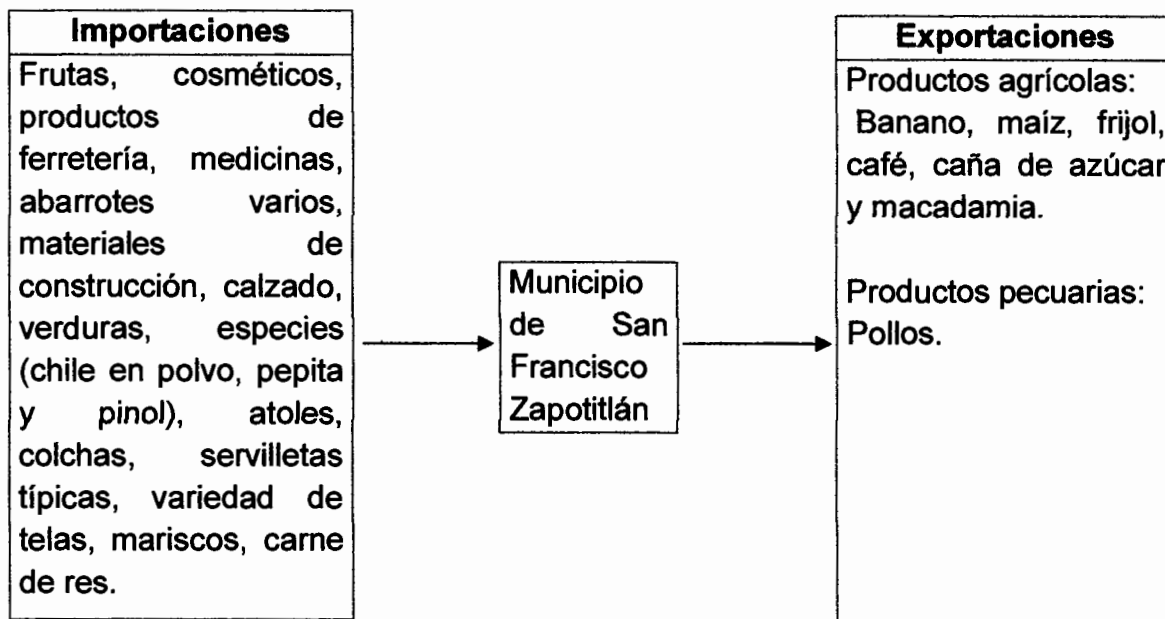 Importaciones
Frutas, cosméticos,
productos de
ferretería, medicinas,
abarrotes varios,
materiales de
construcción, calzado,
verduras, especies
(chile en polvo, pepita
y pinol), atoles,
colchas, servilletas
típicas, variedad de
telas, mariscos, carne
de res.
Municipio
de San
Francisco
Zapotitlán
Exportaciones
Productos agrícolas:
Banano, maíz, frijol,
café, caña de azúcar
y macadamia.
Productos pecuarias:
Pollos.